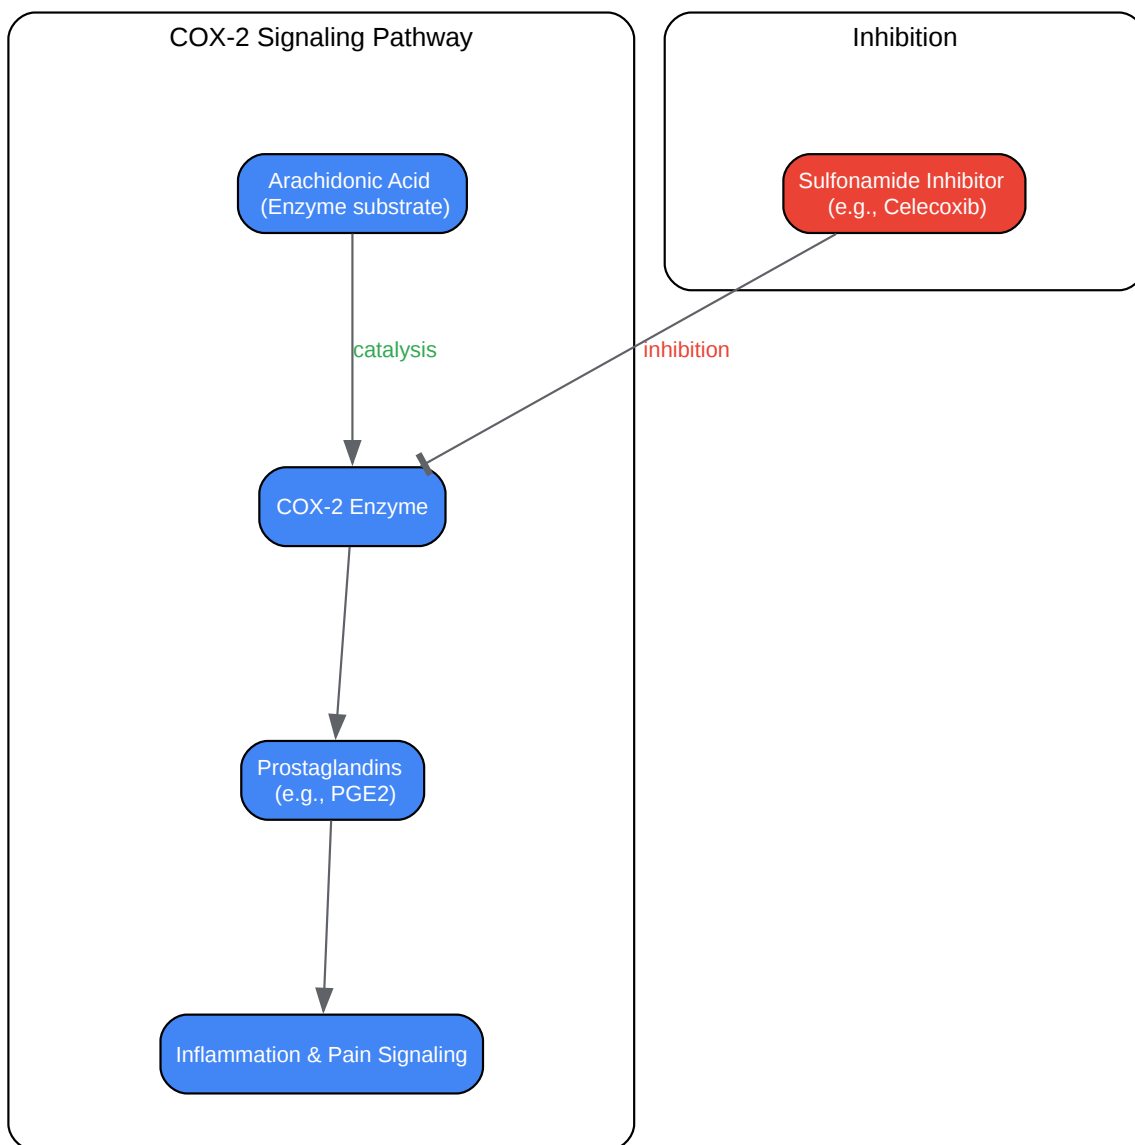 COX-2 Signaling Pathway
Inhibition
Arachidonic Acid
(Enzyme substrate)
Sulfonamide Inhibitor
(e.g., Celecoxib)
catalysis
inhibition
COX-2 Enzyme
Prostaglandins
(e.g., PGE2)
Inflammation & Pain Signaling